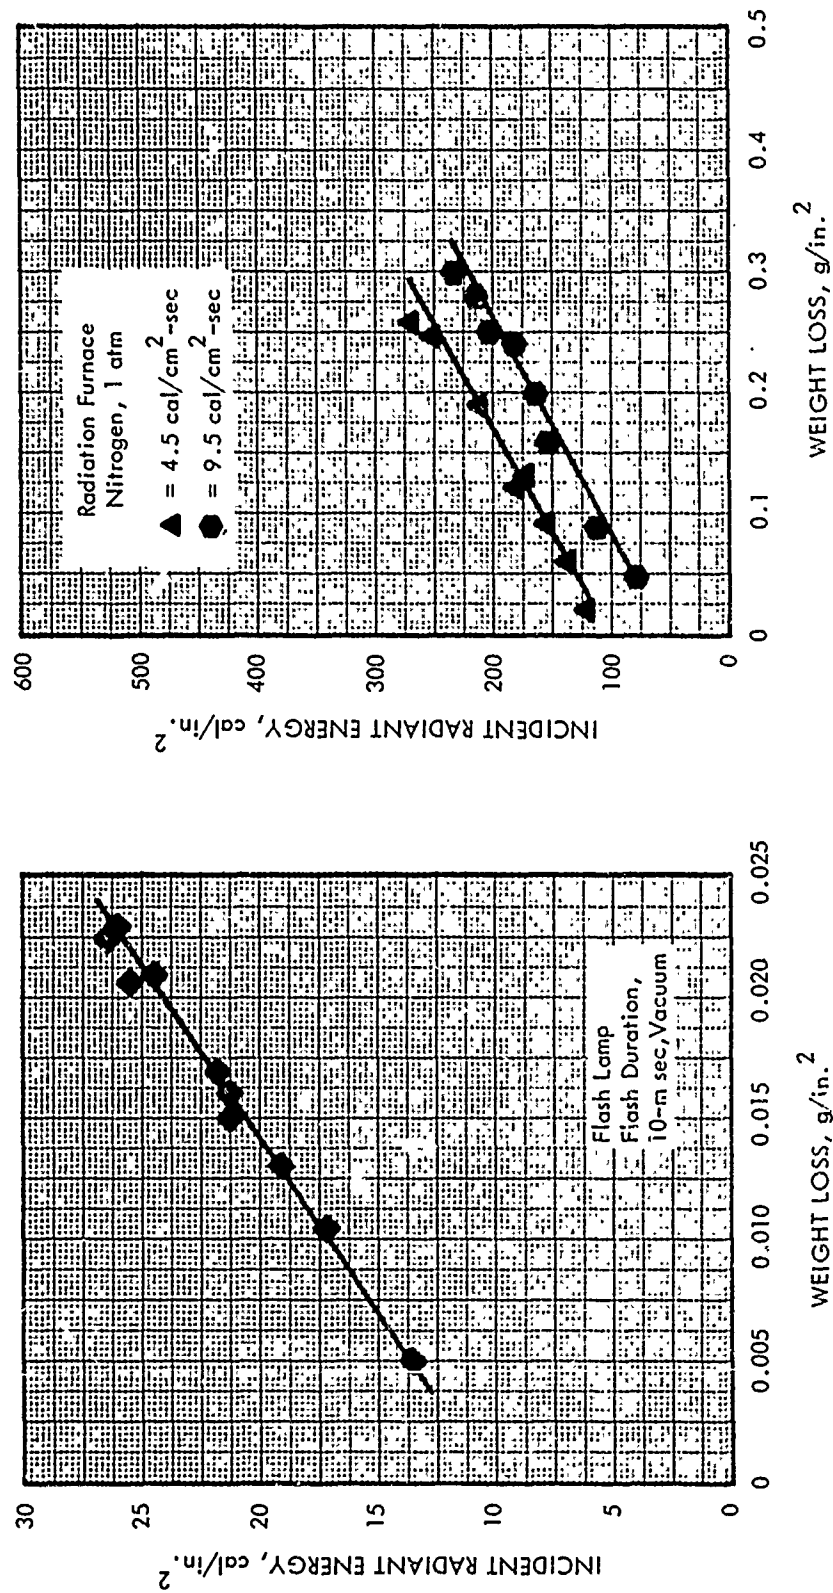 INCIDENT RADIANT ENERGY, cal/in.2
30
25
20
15
10
5
0
Flash Lamp
Flash Duration,
10-m sec,Vacuum
0
0.005
0.010
0.015
0.020
0.025
WEIGHT LOSS, g/in.2
INCIDENT RADIANT ENERGY, cal/in.2
600
500
400
300
200
100
0
Radiation Furnace
Nitrogen, 1 atm
▲ = 4.5 cal/cm2-sec
⬢ = 9.5 cal/cm2-sec
0
0.1
0.2
0.3
0.4
0.5
WEIGHT LOSS, g/in.2